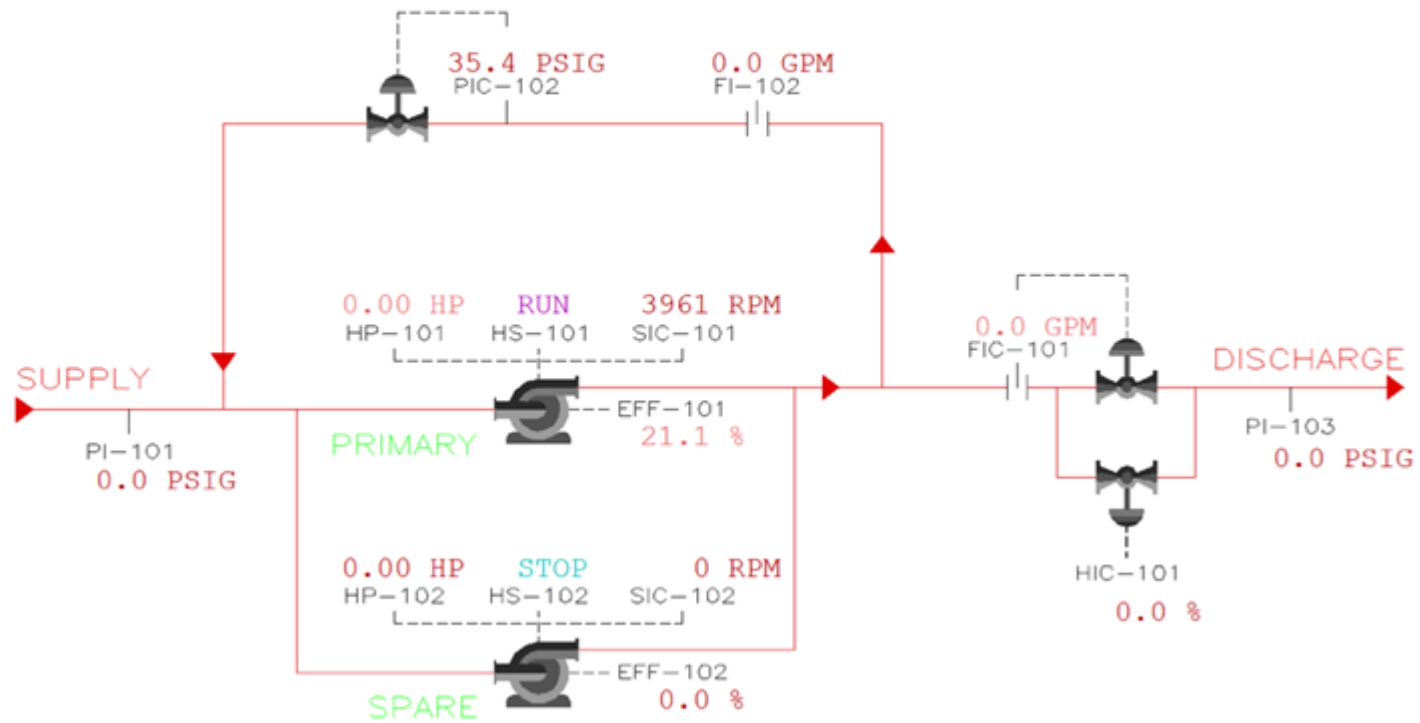 35.4 PSIG
PIC-102
0.0 GPM
FI-102
0.00 HP RUN 3961 RPM
HP-101 HS-101 SIC-101
0.0 GPM
FIC-101
SUPPLY
DISCHARGE
EFF-101
21.1 %
PRIMARY
PI-101
0.0 PSIG
PI-103
0.0 PSIG
0.00 HP STOP 0 RPM
HP-102 HS-102 SIC-102
HIC-101
0.0 %
EFF-102
0.0 %
SPARE